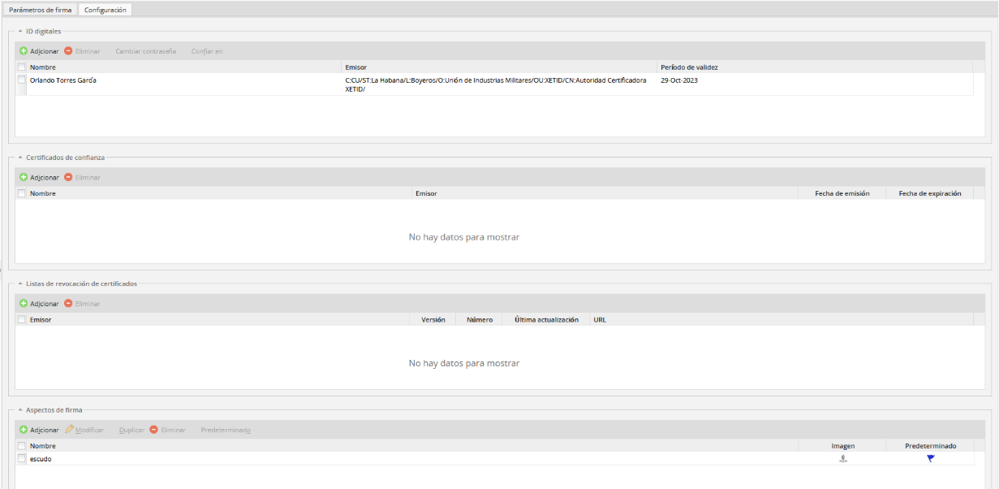 Parámetros de firma Configuración
ID digitales
Adicionar Eliminar Cambiar contraseña Confiar en
Nombre Emisor Período de validez
Orlando Torres García C:CU/ST:La Habana/L:Boyeros/O:Unión de Industrias Militares/OU:XETID/CN:Autoridad Certificadora 29-Oct-2023
XETID/
Certificados de confianza
Adicionar Eliminar
Nombre Emisor Fecha de emisión Fecha de expiración
No hay datos para mostrar
Listas de revocación de certificados
Adicionar Eliminar
Emisor Versión Número Última actualización URL
No hay datos para mostrar
Aspectos de firma
Adicionar Modificar Duplicar Eliminar Predeterminado
Nombre Imagen Predeterminado
escudo